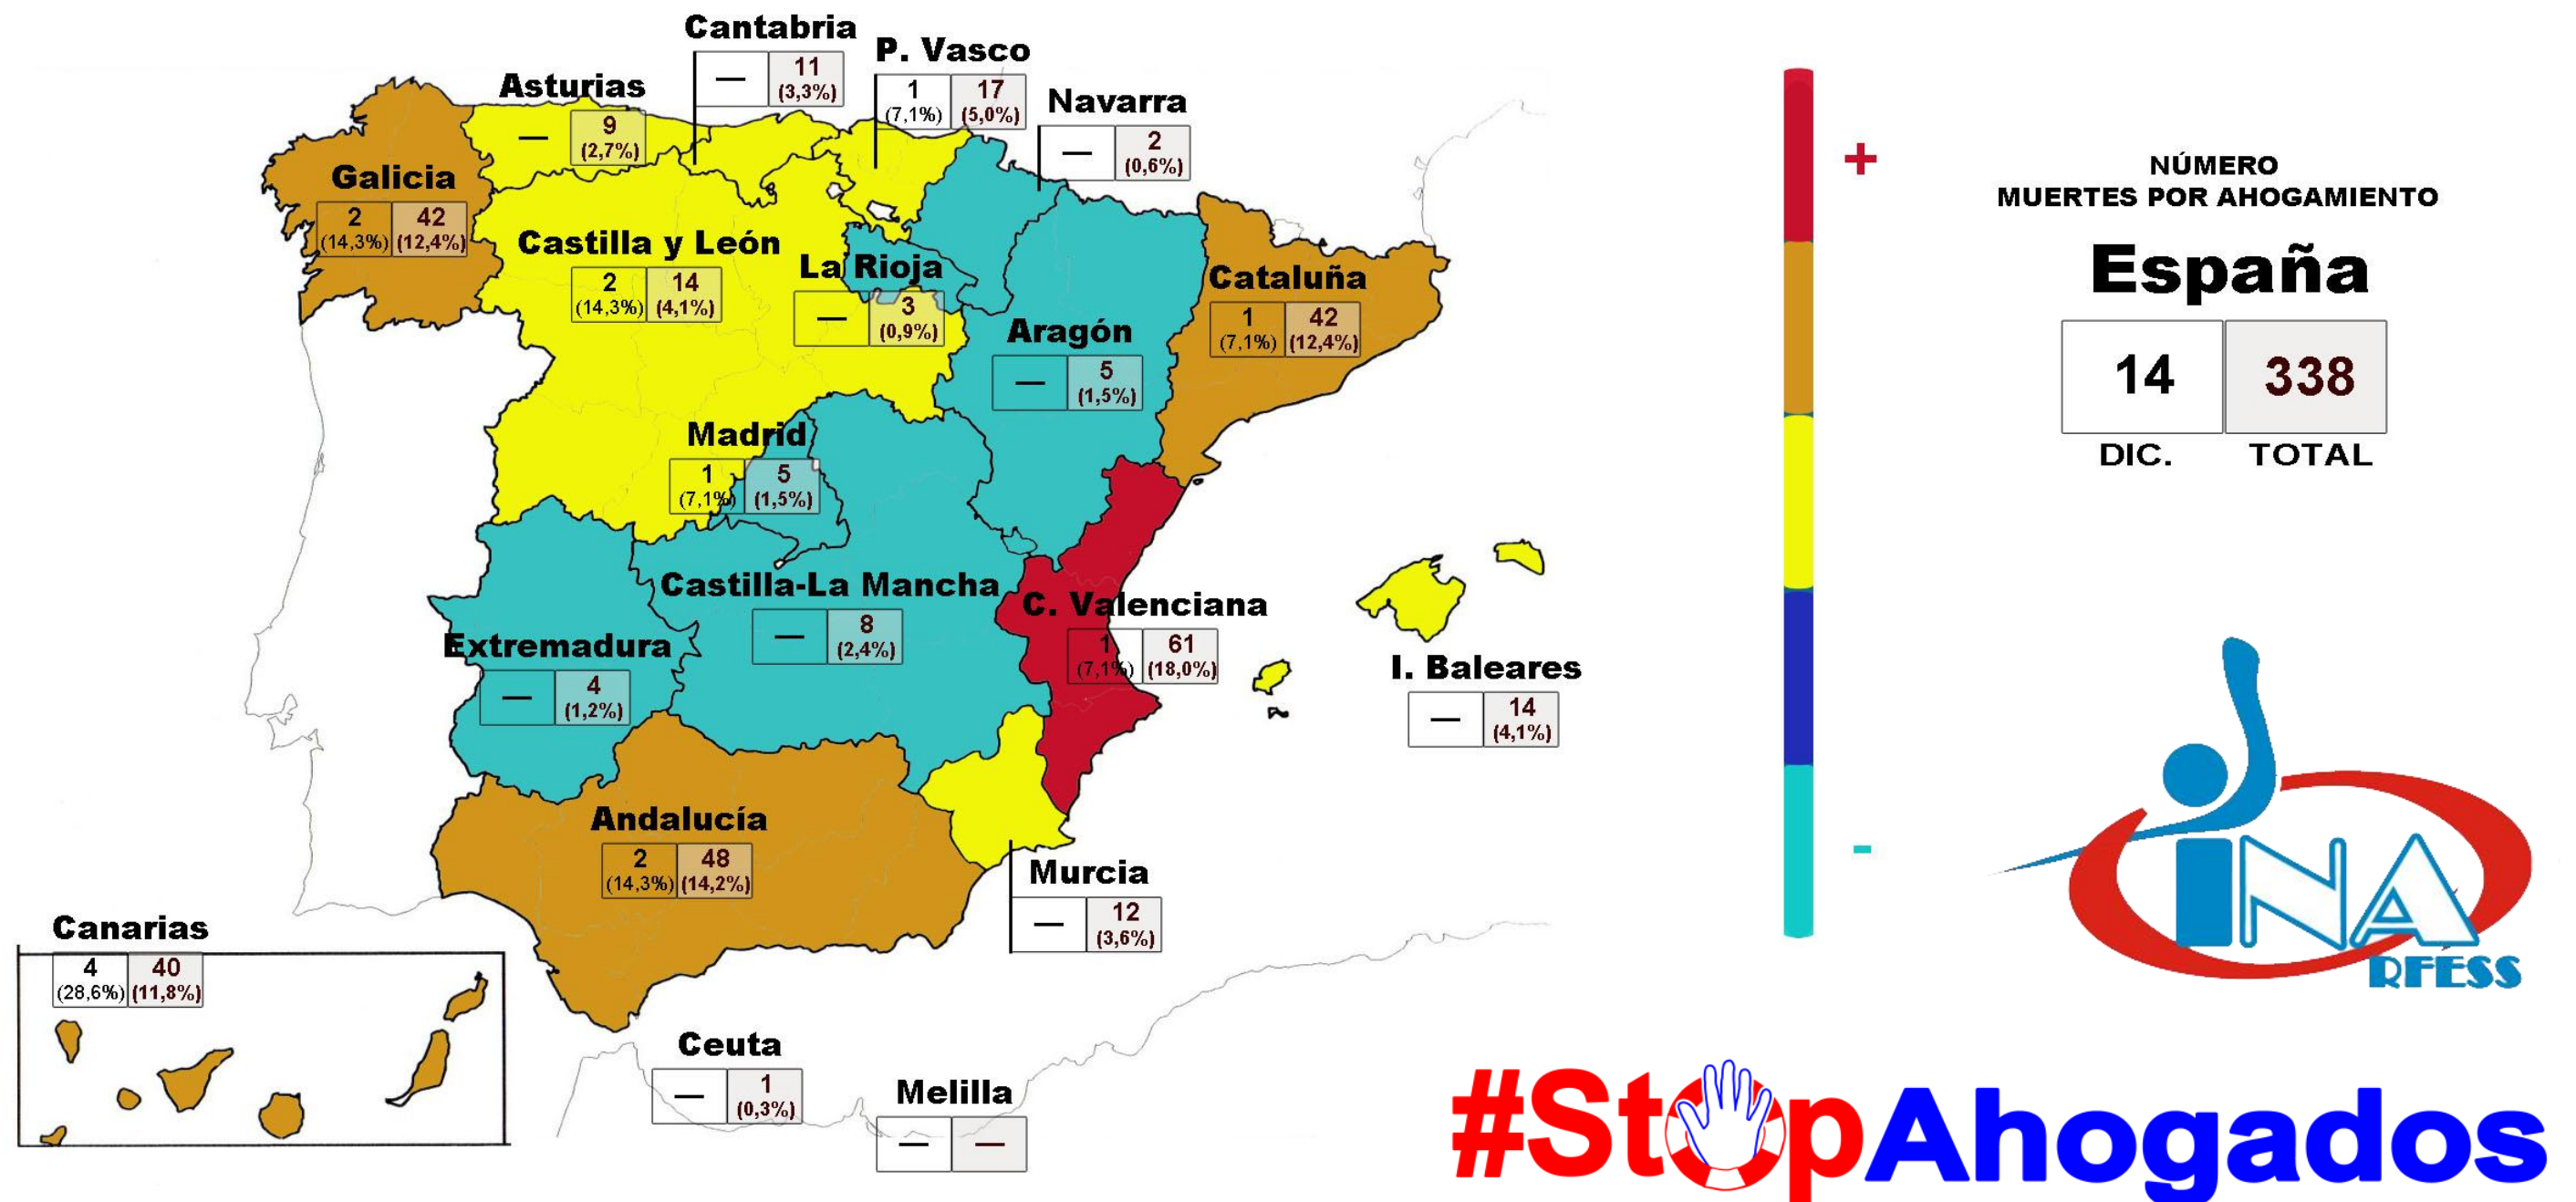 Cantabria
— 11
(3,3%)
P. Vasco
1 17
(7,1%) (5,0%)
Asturias
— 9
(2,7%)
Navarra
— 2
(0,6%)
Galicia
2 42
(14,3%) (12,4%)
Castilla y León
2 14
(14,3%) (4,1%)
La Rioja
— 3
(0,9%)
Cataluña
1 42
(7,1%) (12,4%)
Aragón
— 5
(1,5%)
Madrid
1 5
(7,1%) (1,5%)
Castilla-La Mancha
— 8
(2,4%)
C. Valenciana
1 61
(7,1%) (18,0%)
Extremadura
— 4
(1,2%)
I. Baleares
— 14
(4,1%)
Andalucía
2 48
(14,3%) (14,2%)
Murcia
— 12
(3,6%)
Canarias
4 40
(28,6%) (11,8%)
Ceuta
— 1
(0,3%)
Melilla
— —
+
-
NÚMERO
MUERTES POR AHOGAMIENTO
España
14 338
DIC. TOTAL
INA
RFESS
#StopAhogados